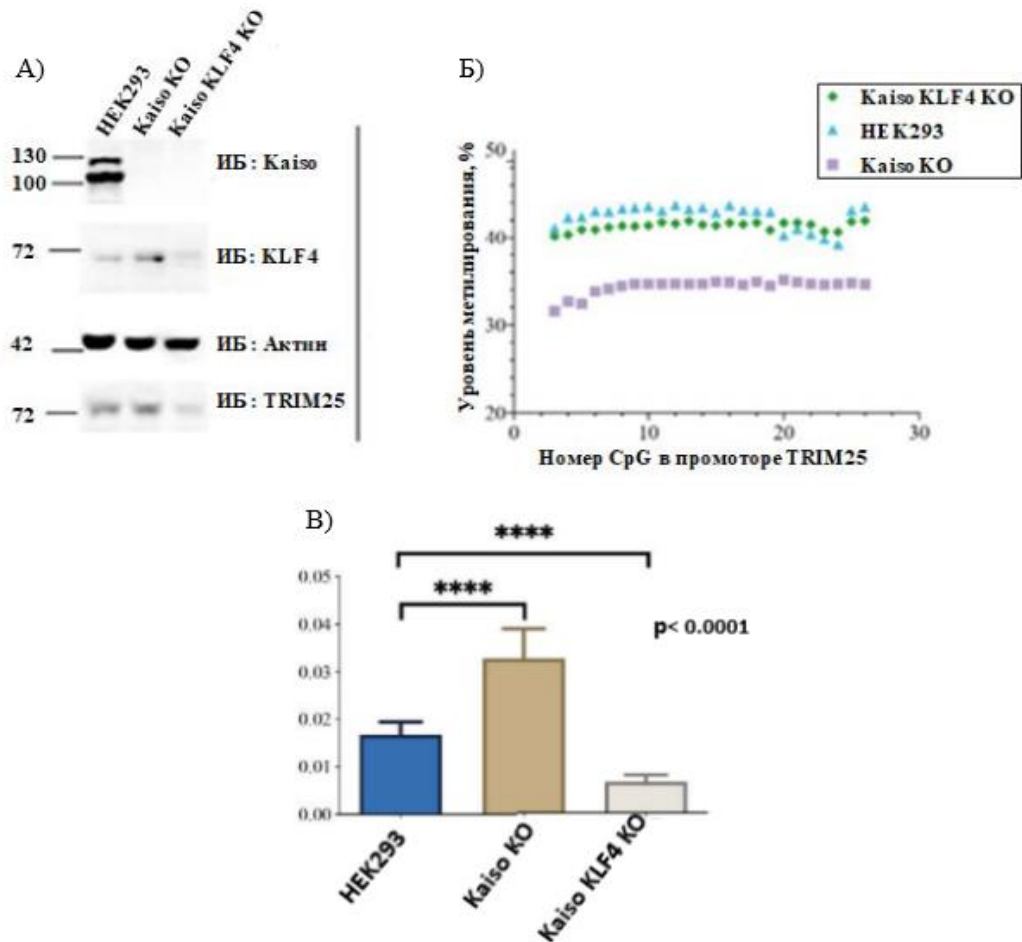 А)
HEK293
Kaiso KO
Kaiso KLF4 KO
130
100
ИБ: Kaiso
72
ИБ: KLF4
42
ИБ: Актин
72
ИБ: TRIM25
Б)
Kaiso KLF4 KO
HEK293
Kaiso KO
Уровень метилирования, %
50
40
30
20
0
10
20
30
Номер CpG в промоторе TRIM25
В)
****
****
p< 0.0001
0.05
0.04
0.03
0.02
0.01
0.00
HEK293
Kaiso KO
Kaiso KLF4 KO